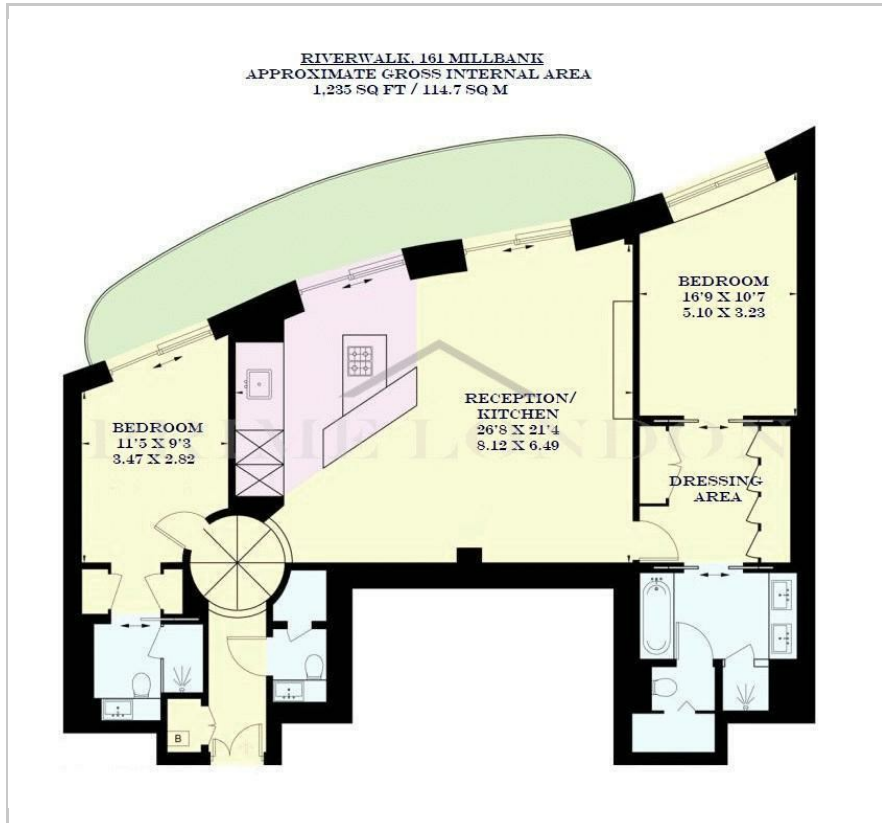 RIVERWALK, 161 MILLBANK
APPROXIMATE GROSS INTERNAL AREA
1,235 SQ FT / 114.7 SQ M
BEDROOM
16'9 X 10'7
5.10 X 3.23
RECEPTION/
KITCHEN
26'8 X 21'4
8.12 X 6.49
BEDROOM
11'5 X 9'3
3.47 X 2.82
PRIME LONDON
DRESSING
AREA
B